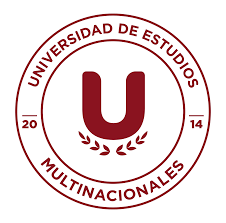 UNIVERSIDAD DE ESTUDIOS
20 14
U
MULTINACIONALES